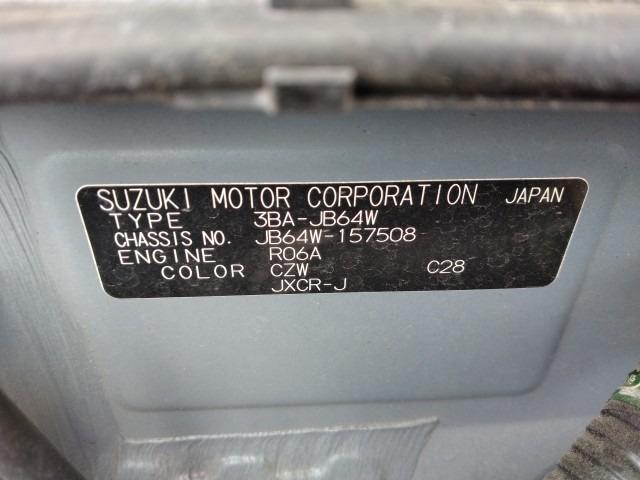 SUZUKI MOTOR CORPORATION JAPAN
TYPE 3BA-JB64W
CHASSIS NO. JB64W-157508
ENGINE R06A
COLOR CZW C28
JXCR-J